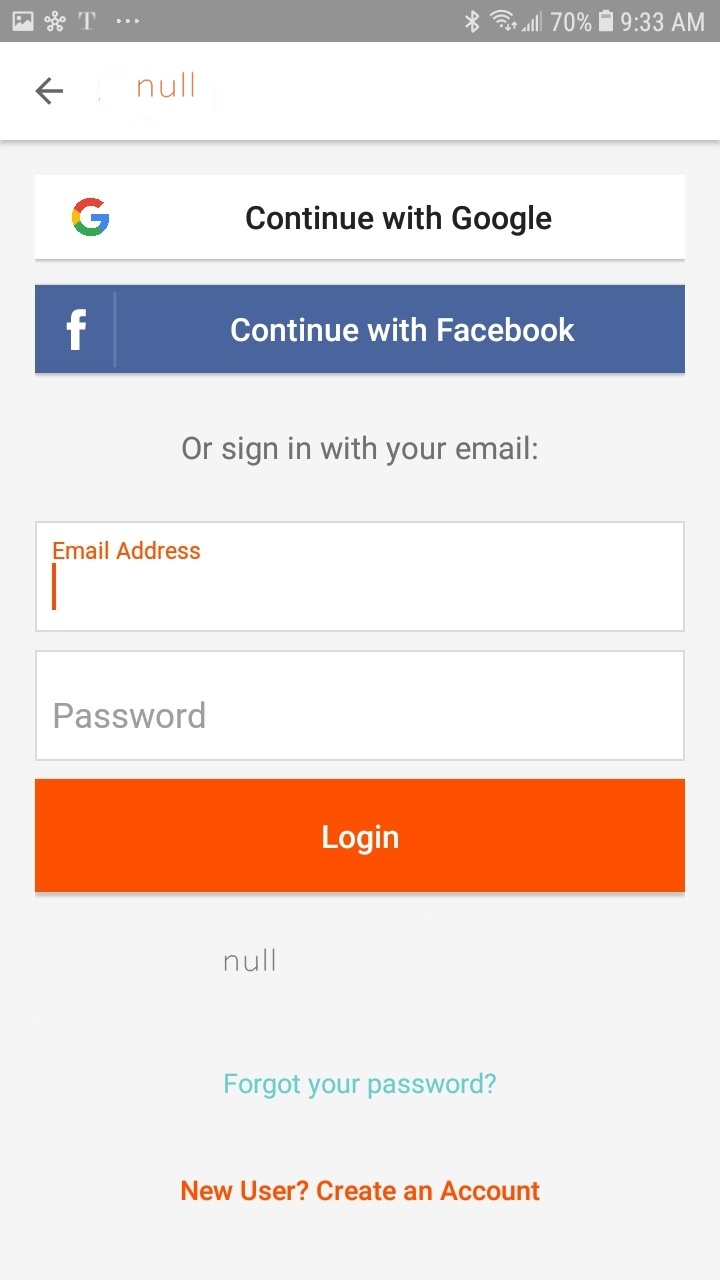 T ... 70% 9:33 AM
null
Continue with Google
f Continue with Facebook
Or sign in with your email:
Email Address
Password
Login
null
Forgot your password?
New User? Create an Account